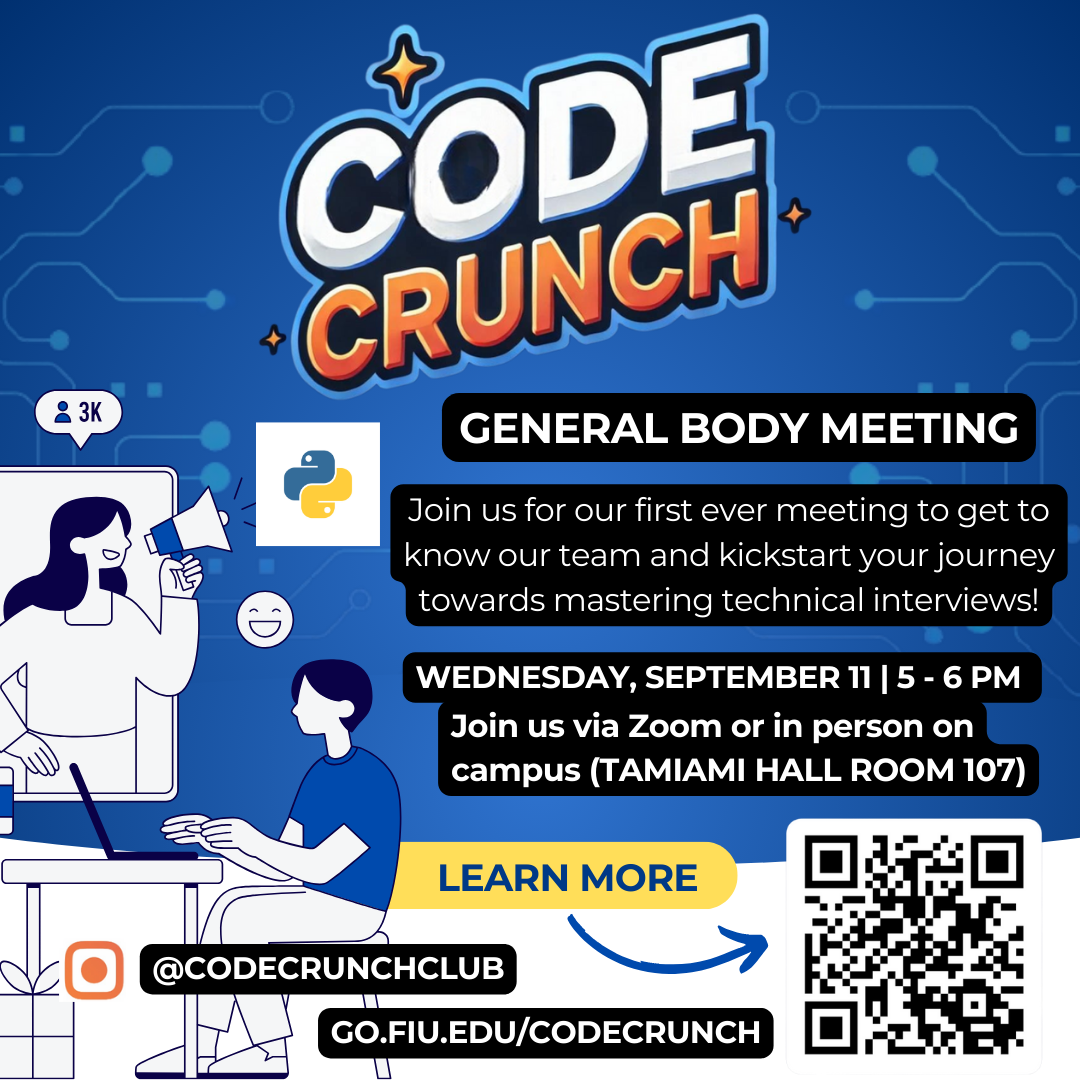 CODE
CRUNCH
3K
GENERAL BODY MEETING
Join us for our first ever meeting to get to
know our team and kickstart your journey
towards mastering technical interviews!
WEDNESDAY, SEPTEMBER 11 | 5 - 6 PM
Join us via Zoom or in person on
campus (TAMIAMI HALL ROOM 107)
LEARN MORE
@CODECRUNCHCLUB
GO.FIU.EDU/CODECRUNCH